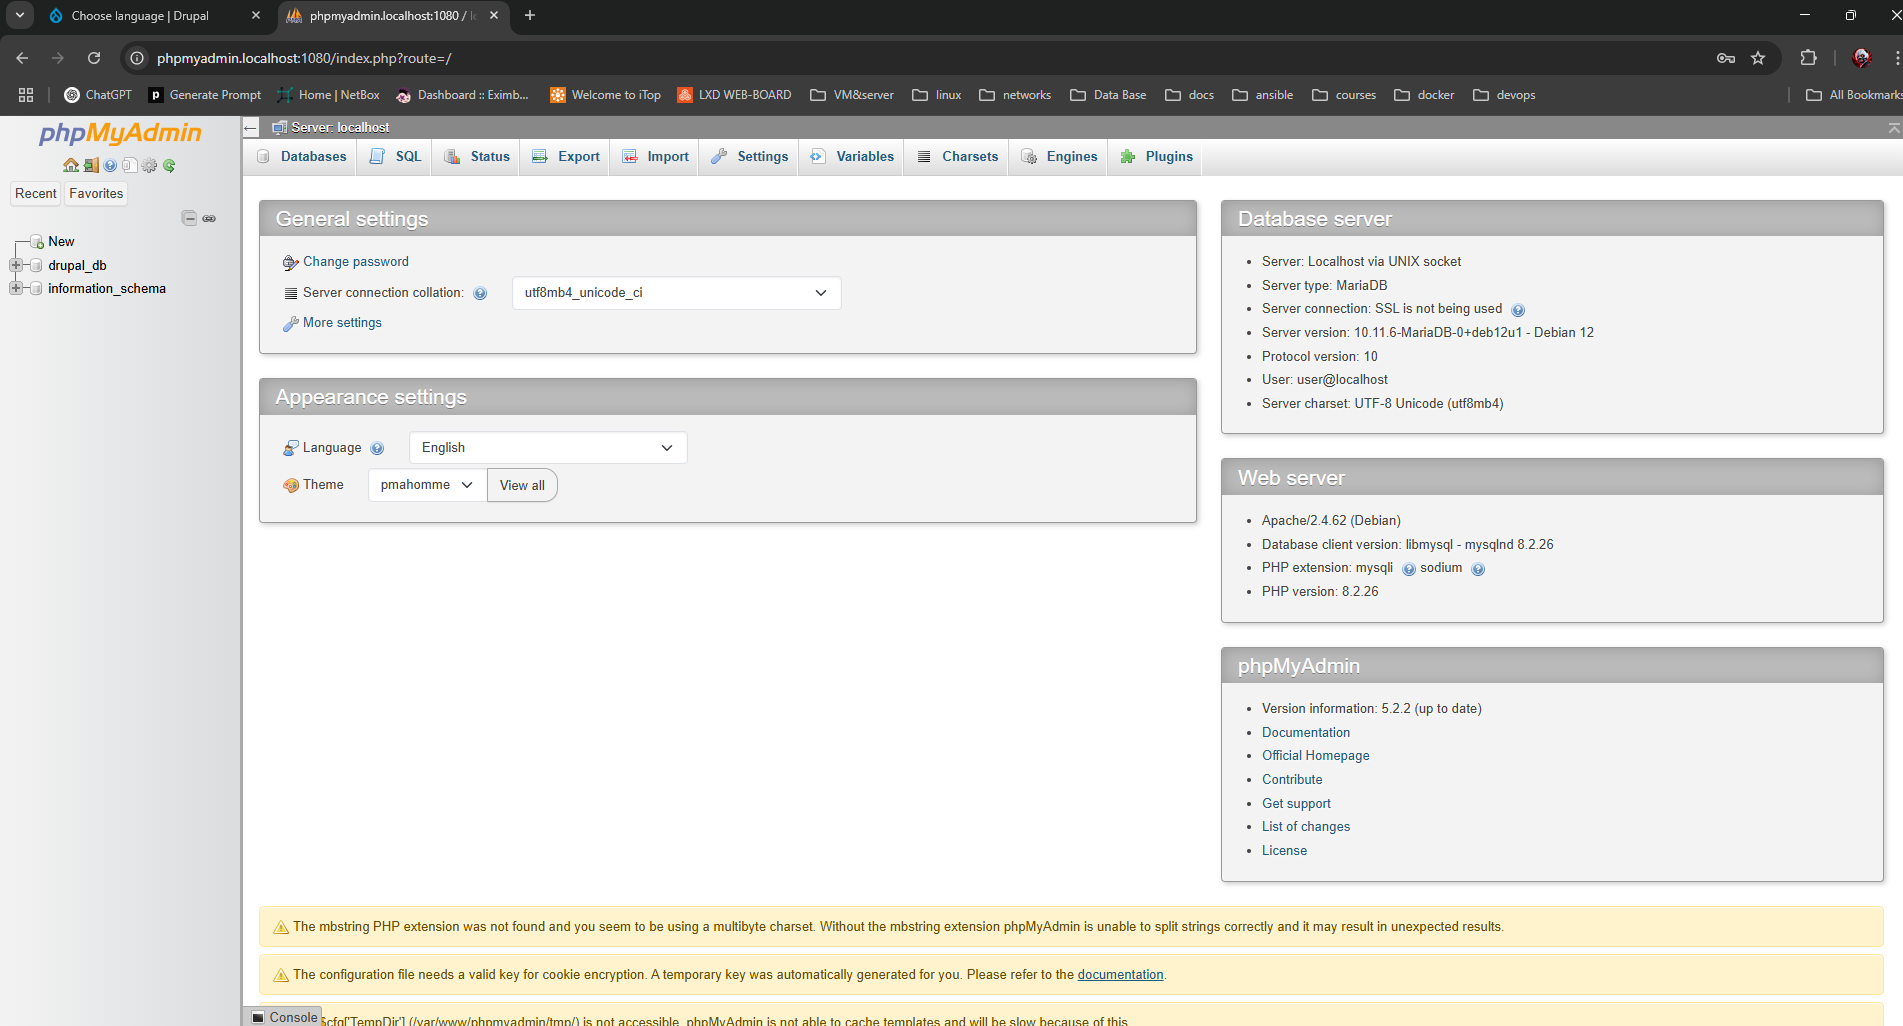 Choose language | Drupal
phpmyadmin.localhost:1080 / lo
phpmyadmin.localhost:1080/index.php?route=/
ChatGPT
Generate Prompt
Home | NetBox
Dashboard :: Eximb...
Welcome to iTop
LXD WEB-BOARD
VM&server
linux
networks
Data Base
docs
ansible
courses
docker
devops
All Bookmarks
phpMyAdmin
Recent
Favorites
New
drupal_db
information_schema
Server: localhost
Databases
SQL
Status
Export
Import
Settings
Variables
Charsets
Engines
Plugins
General settings
Change password
Server connection collation:
utf8mb4_unicode_ci
More settings
Appearance settings
Language
English
Theme
pmahomme
View all
Database server
Server: Localhost via UNIX socket
Server type: MariaDB
Server connection: SSL is not being used
Server version: 10.11.6-MariaDB-0+deb12u1 - Debian 12
Protocol version: 10
User: user@localhost
Server charset: UTF-8 Unicode (utf8mb4)
Web server
Apache/2.4.62 (Debian)
Database client version: libmysql - mysqlnd 8.2.26
PHP extension: mysqli sodium
PHP version: 8.2.26
phpMyAdmin
Version information: 5.2.2 (up to date)
Documentation
Official Homepage
Contribute
Get support
List of changes
License
The mbstring PHP extension was not found and you seem to be using a multibyte charset. Without the mbstring extension phpMyAdmin is unable to split strings correctly and it may result in unexpected results.
The configuration file needs a valid key for cookie encryption. A temporary key was automatically generated for you. Please refer to the documentation.
Console
$cfg['TempDir'] (/var/www/phpmyadmin/tmp/) is not accessible. phpMyAdmin is not able to cache templates and will be slow because of this.